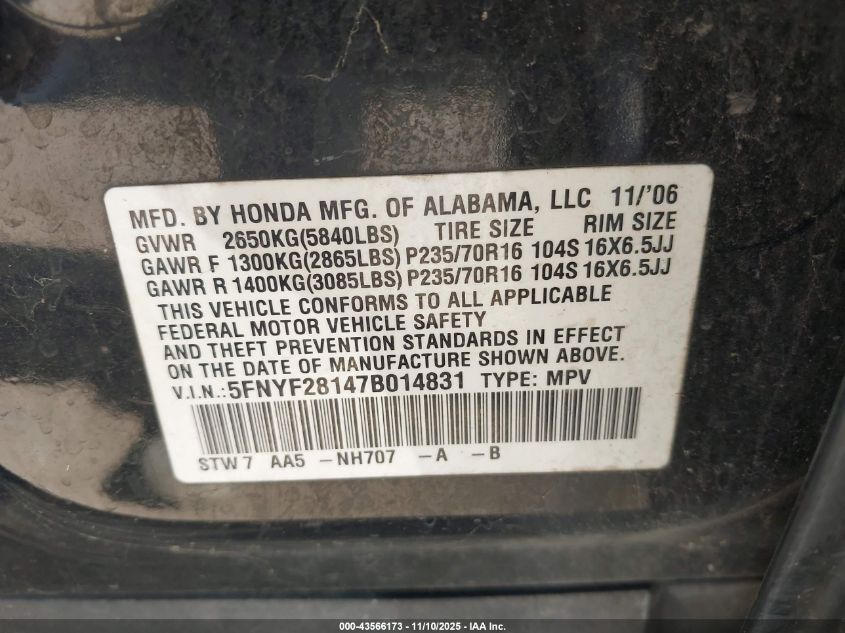 MFD. BY HONDA MFG. OF ALABAMA, LLC 11/'06
GVWR 2650KG(5840LBS) TIRE SIZE RIM SIZE
GAWR F 1300KG(2865LBS) P235/70R16 104S 16X6.5JJ
GAWR R 1400KG(3085LBS) P235/70R16 104S 16X6.5JJ
THIS VEHICLE CONFORMS TO ALL APPLICABLE
FEDERAL MOTOR VEHICLE SAFETY
AND THEFT PREVENTION STANDARDS IN EFFECT
ON THE DATE OF MANUFACTURE SHOWN ABOVE.
V.I.N.: 5FNYF28147B014831 TYPE: MPV
STW7 AA5 -NH707 -A -B
000-43566173 - 11/10/2025 - IAA Inc.